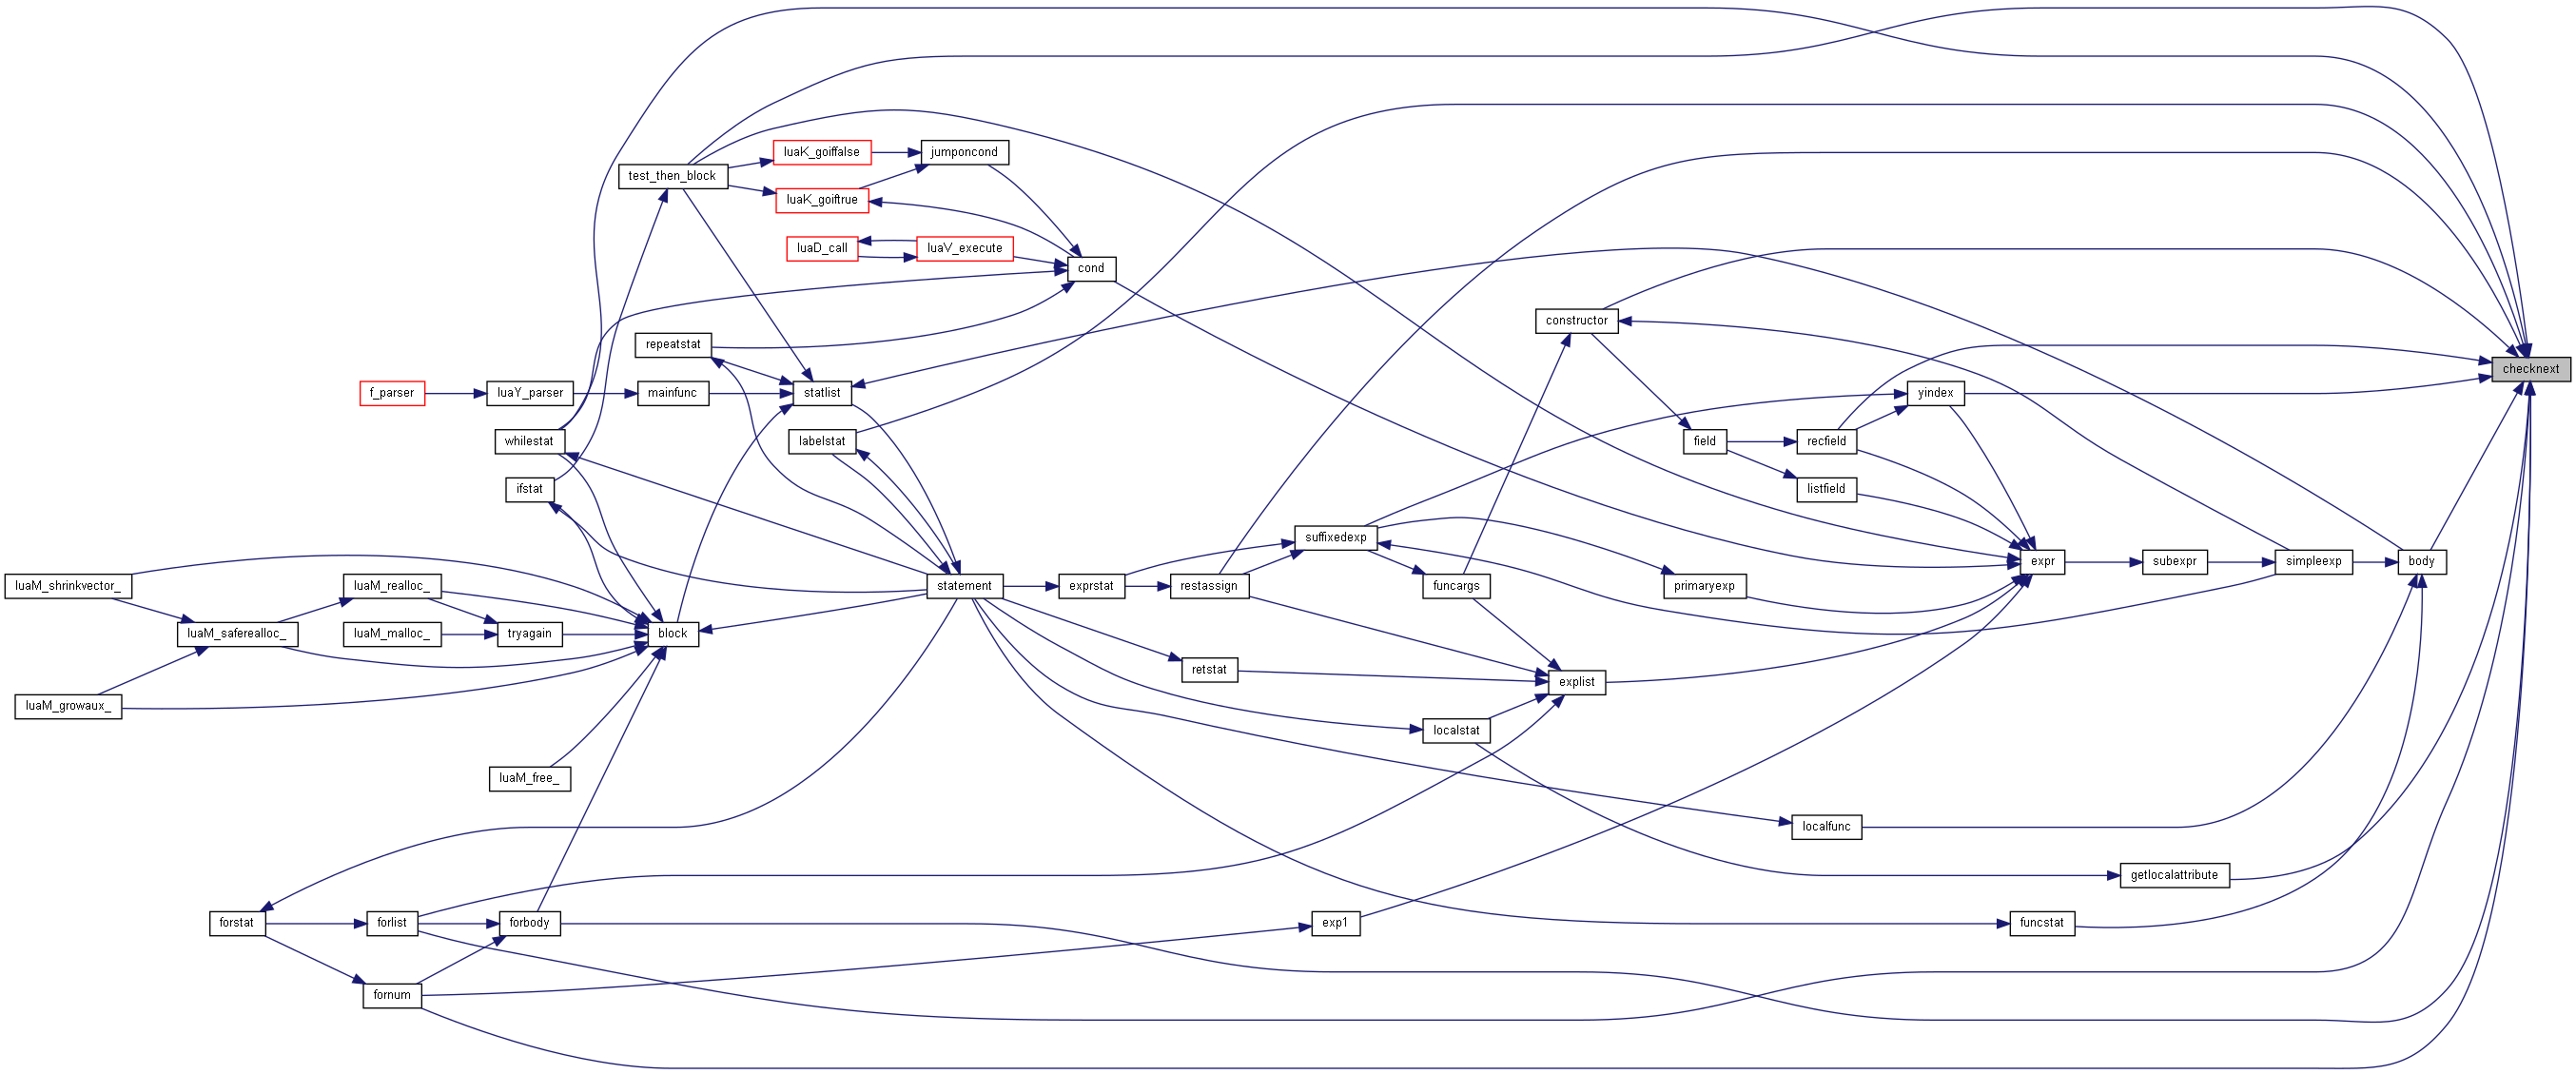 jumponcond
luaK_goiffalse
test_then_block
luaK_goiftrue
luaD_call
luaV_execute
cond
constructor
repeatstat
checknext
f_parser
luaY_parser
mainfunc
statlist
yindex
whilestat
labelstat
field
recfield
ifstat
listfield
suffixedexp
expr
subexpr
simpleexp
body
luaM_shrinkvector_
luaM_realloc_
statement
exprstat
restassign
funcargs
primaryexp
luaM_saferealloc_
luaM_malloc_
tryagain
block
retstat
explist
luaM_growaux_
localstat
luaM_free_
localfunc
getlocalattribute
forstat
forlist
forbody
exp1
funcstat
fornum